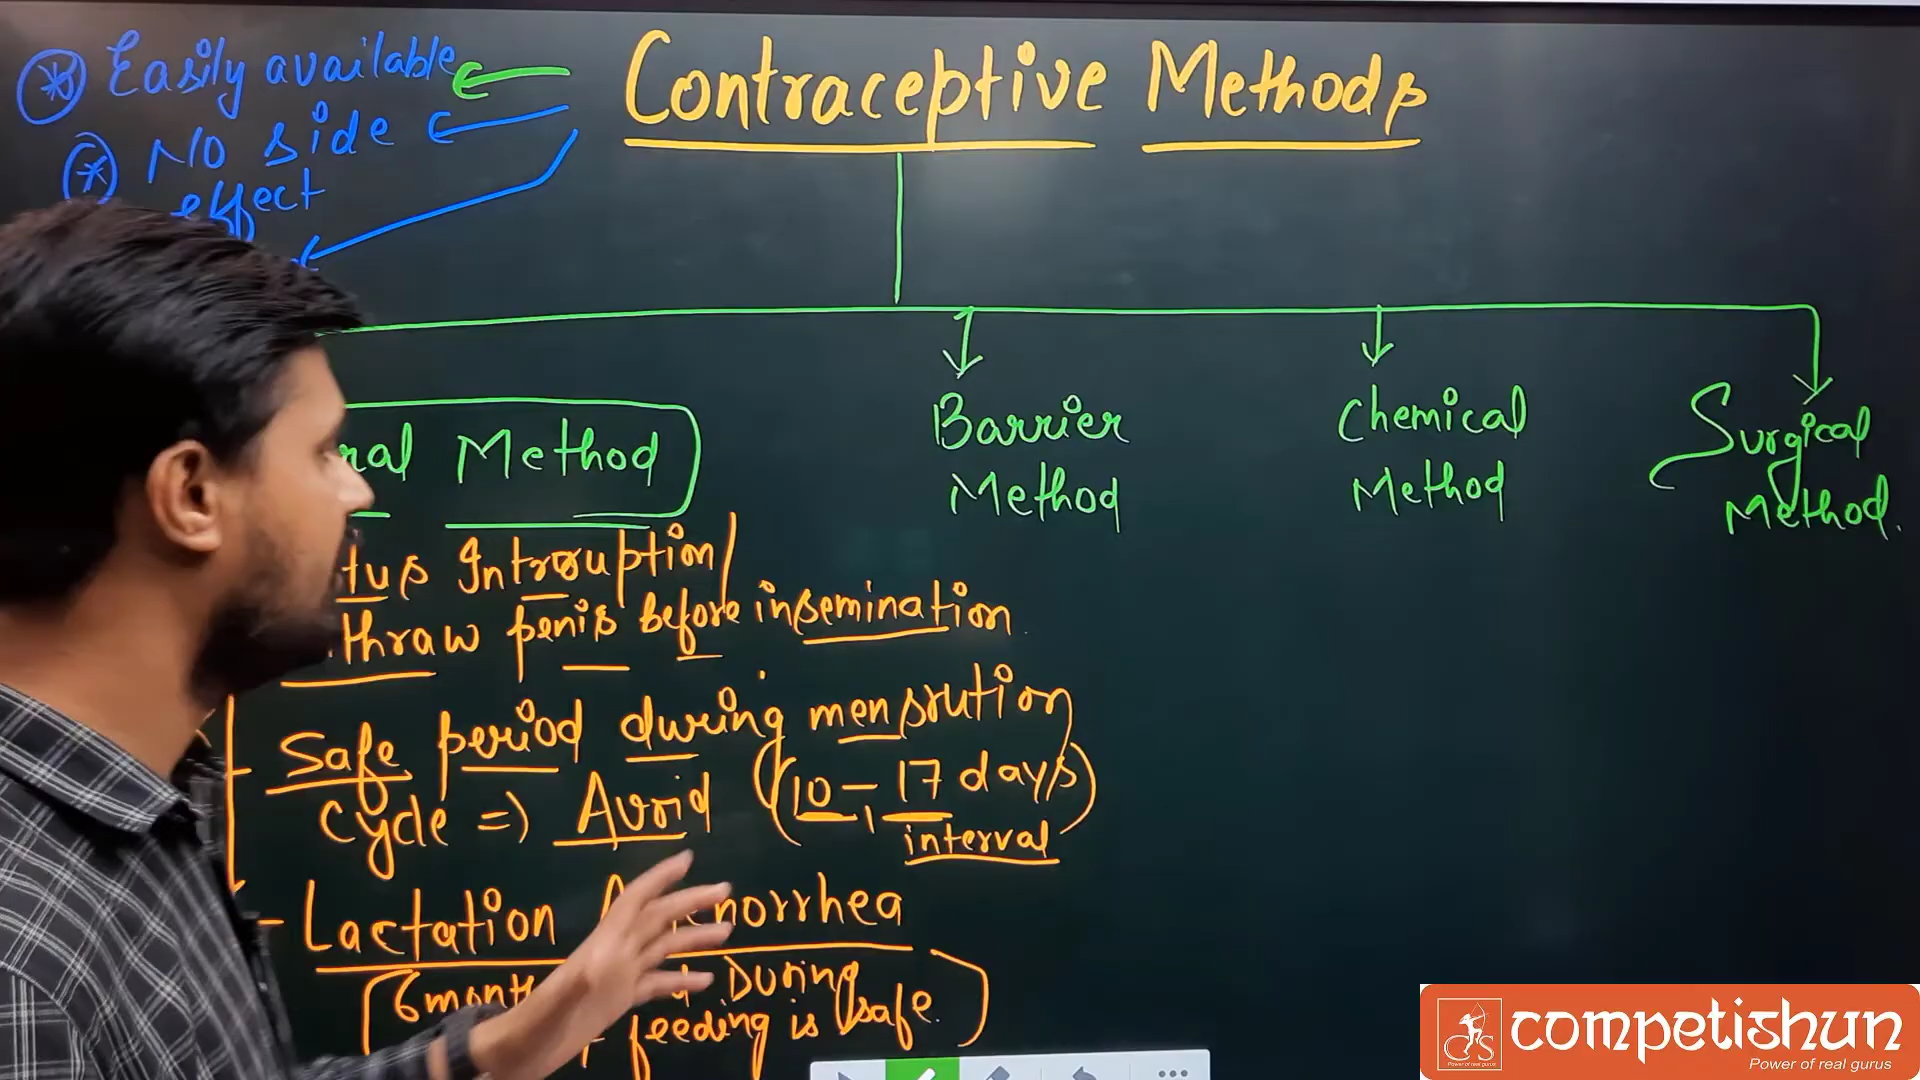 Easily available
No side
effect
Contraceptive Methods
Method
Barrier
Method
Chemical
Method
Surgical
Method.
Introuption/
thraw penis before insemination
Safe period during mensrution
cycle => Avoid (10-17 days)
interval
- Lactation
During
feeding is safe
competishun
Power of real gurus